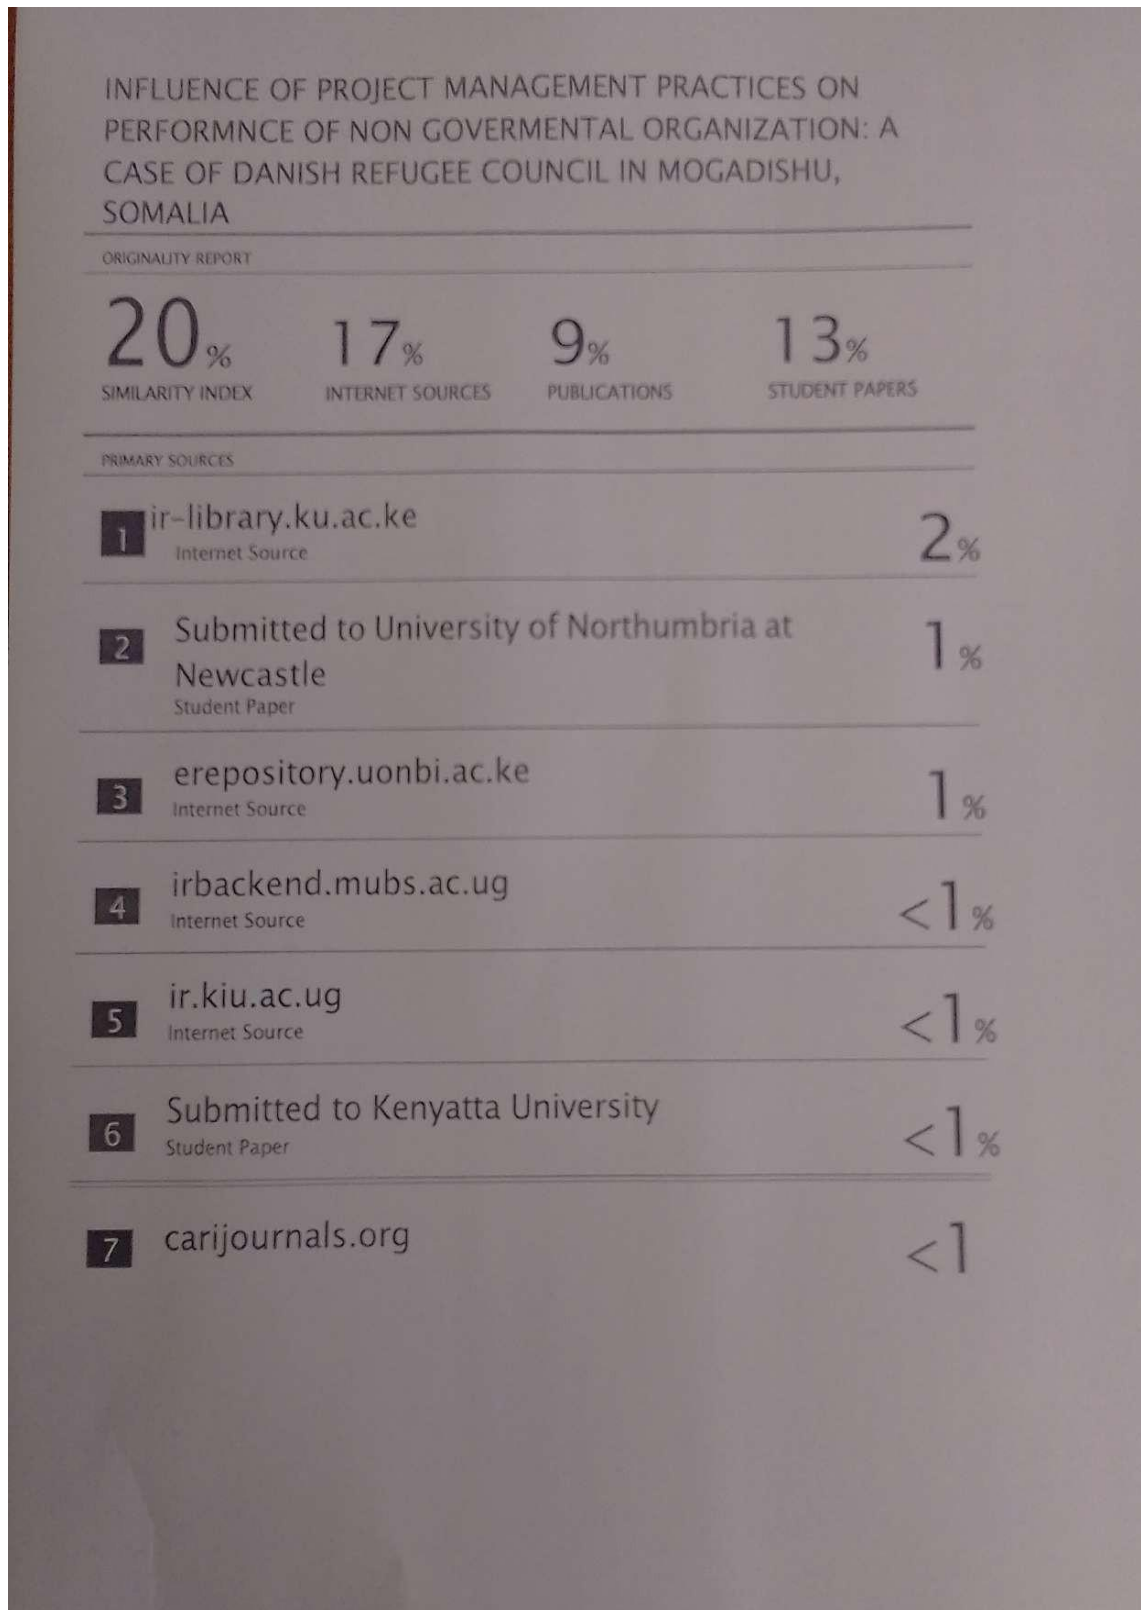 INFLUENCE OF PROJECT MANAGEMENT PRACTICES ON
PERFORMNCE OF NON GOVERMENTAL ORGANIZATION: A
CASE OF DANISH REFUGEE COUNCIL IN MOGADISHU,
SOMALIA
ORIGINALITY REPORT
20% 17% 9% 13%
SIMILARITY INDEX INTERNET SOURCES PUBLICATIONS STUDENT PAPERS
PRIMARY SOURCES
1 ir-library.ku.ac.ke 2%
Internet Source
2 Submitted to University of Northumbria at 1%
Newcastle
Student Paper
3 erepository.uonbi.ac.ke 1%
Internet Source
4 irbackend.mubs.ac.ug <1%
Internet Source
5 ir.kiu.ac.ug <1%
Internet Source
6 Submitted to Kenyatta University <1%
Student Paper
7 carijournals.org <1